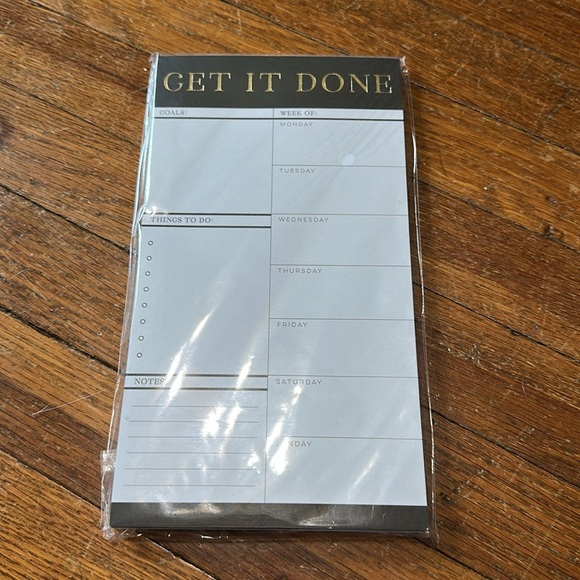 GET IT DONE
GOALS:
WEEK OF:
MONDAY
TUESDAY
THINGS TO DO:
WEDNESDAY
THURSDAY
FRIDAY
NOTES
SATURDAY